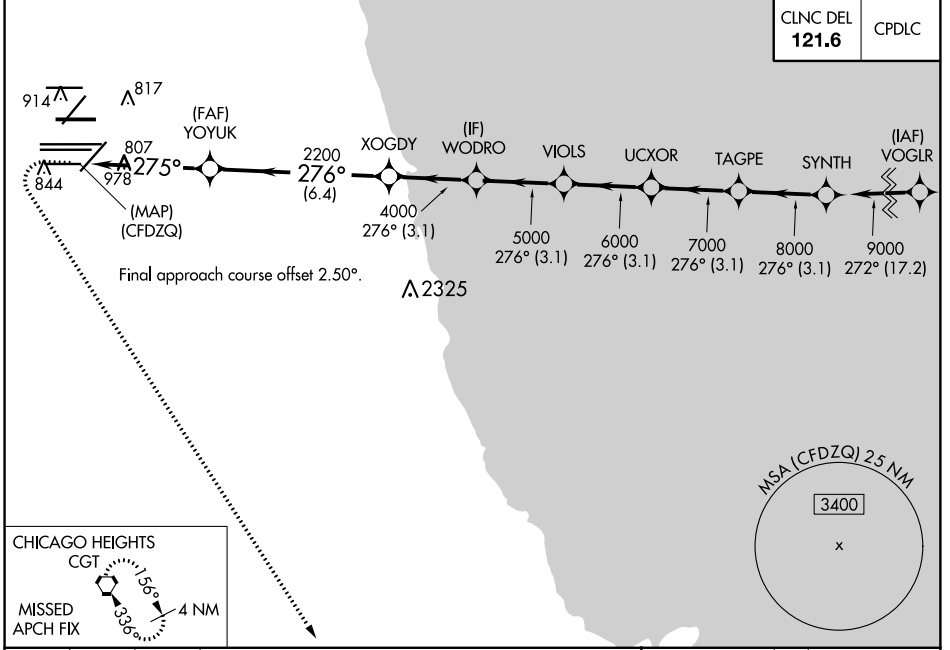 CLNC DEL
121.6
CPDLC
914
817
(FAF)
YOYUK
XOGDY
(IF)
WODRO
VIOLS
UCXOR
TAGPE
SYNTH
(IAF)
VOGLR
807
978
844
275°
2200
276°
(6.4)
4000
276° (3.1)
5000
276° (3.1)
6000
276° (3.1)
7000
276° (3.1)
8000
276° (3.1)
9000
272° (17.2)
(MAP)
(CFDZQ)
Final approach course offset 2.50°.
2325
MSA (CFDZQ) 25 NM
3400
x
CHICAGO HEIGHTS
CGT
156°
336°
4 NM
MISSED
APCH FIX